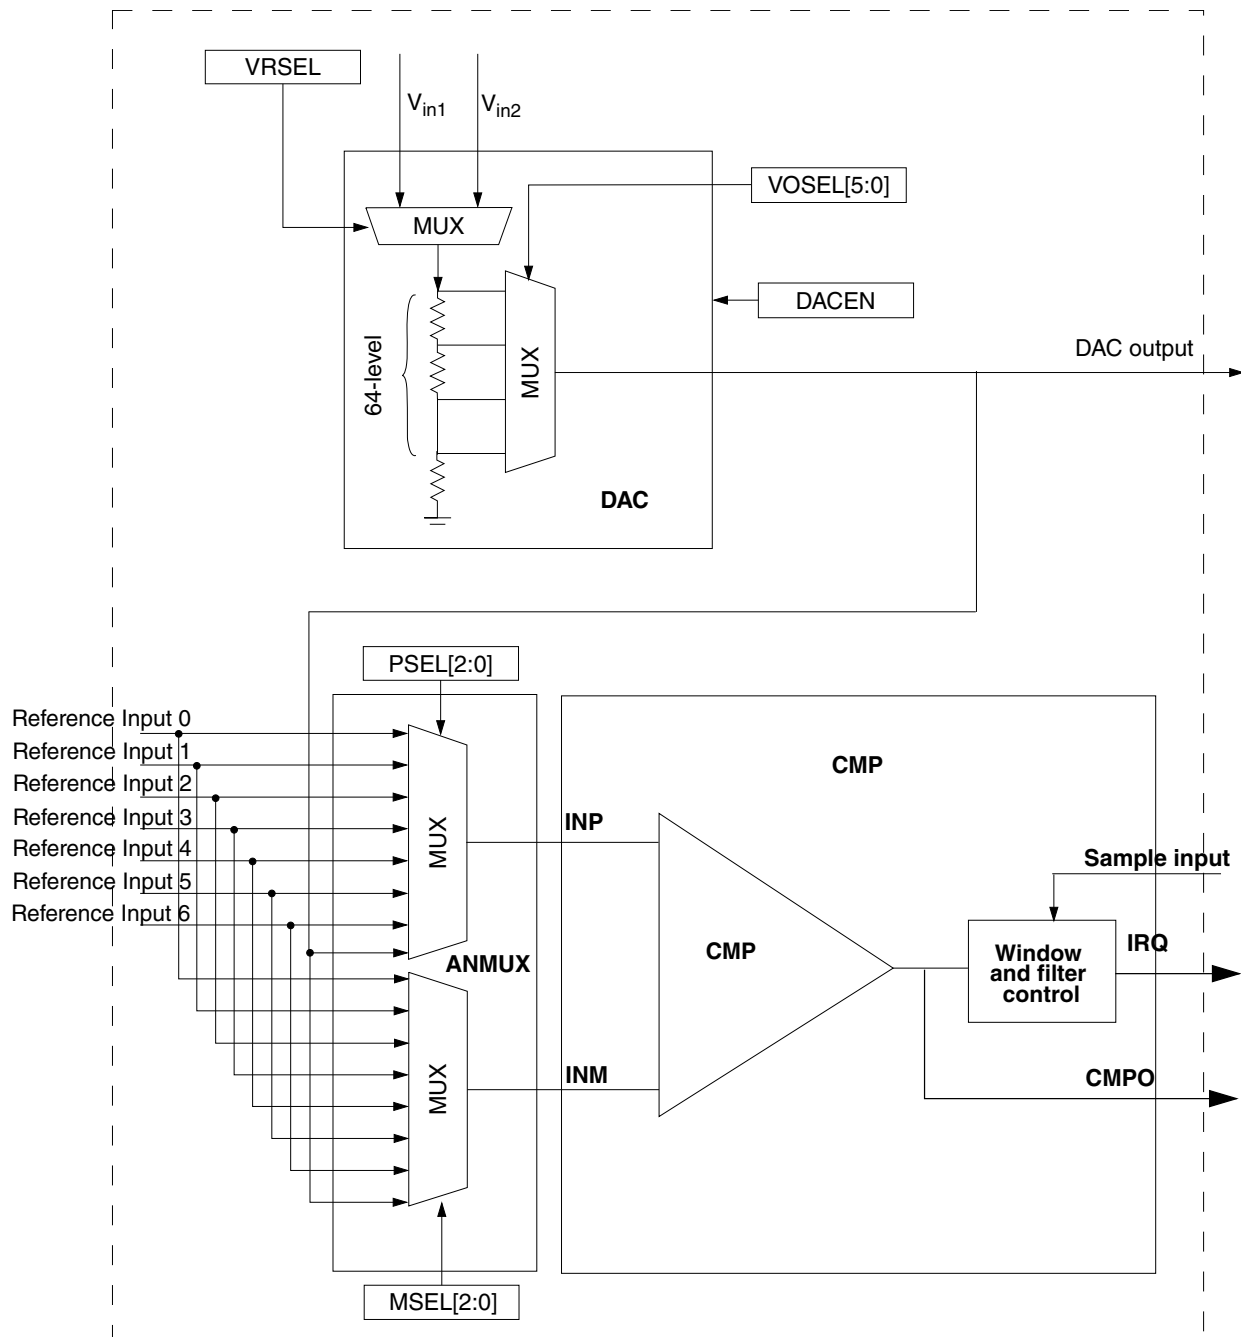 VRSEL
Vin1
Vin2
VOSEL[5:0]
MUX
DACEN
64-level
MUX
DAC output
DAC
PSEL[2:0]
Reference Input 0
Reference Input 1
Reference Input 2
Reference Input 3
Reference Input 4
Reference Input 5
Reference Input 6
MUX
ANMUX
MUX
MSEL[2:0]
INP
INM
CMP
CMP
Sample input
Window
and filter
control
IRQ
CMPO